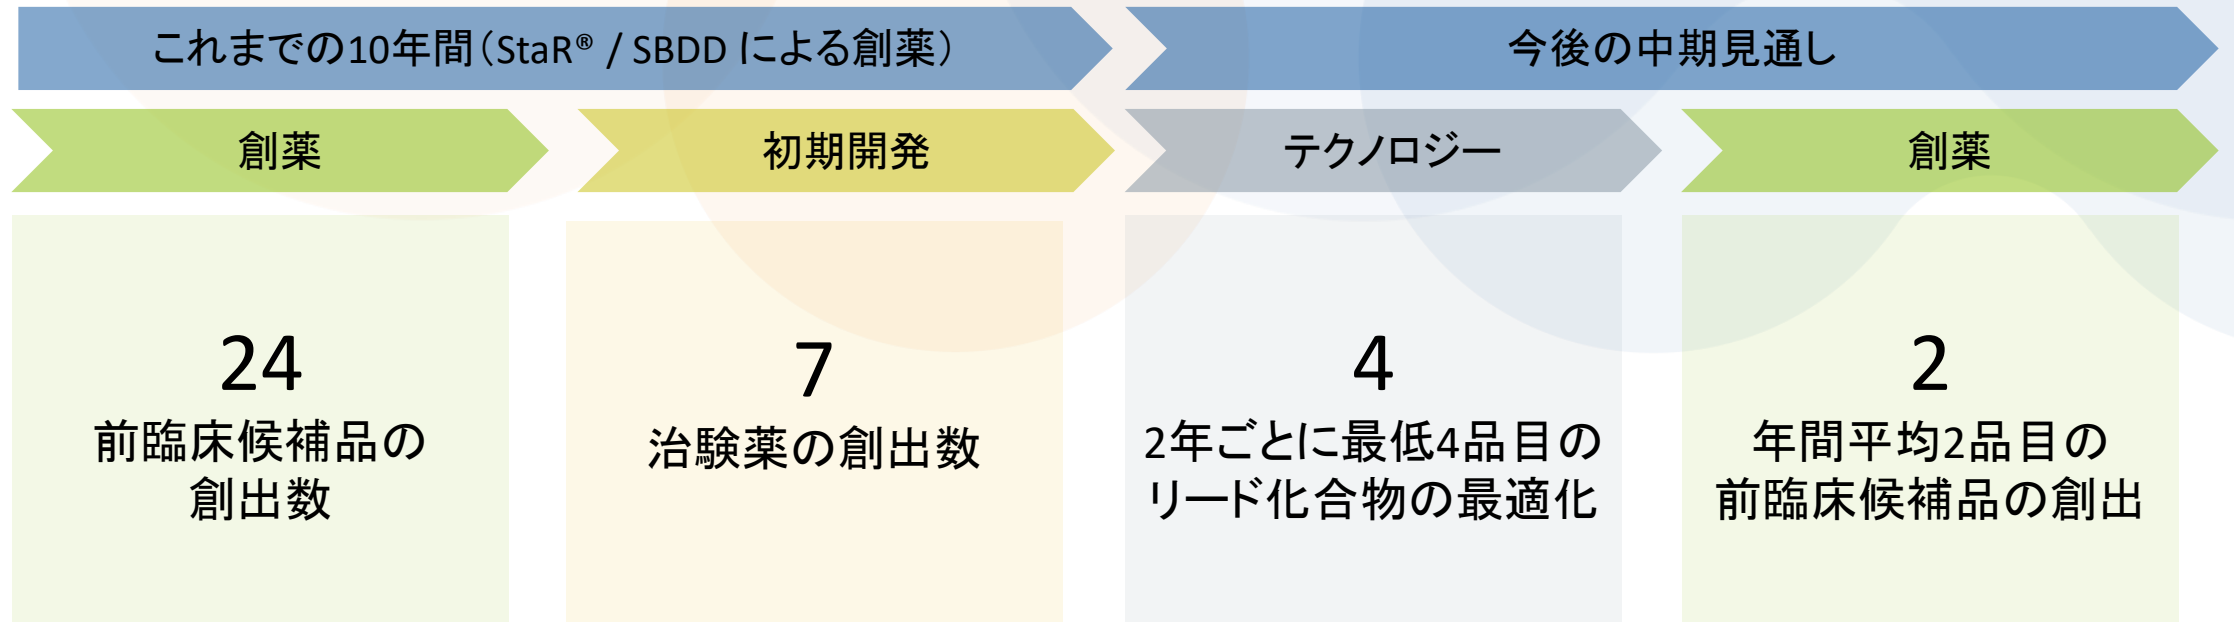 これまでの10年間（StaR® / SBDD による創薬）
今後の中期見通し
創薬
初期開発
テクノロジー
創薬
24
前臨床候補品の
創出数
7
治験薬の創出数
4
2年ごとに最低4品目の
リード化合物の最適化
2
年間平均2品目の
前臨床候補品の創出